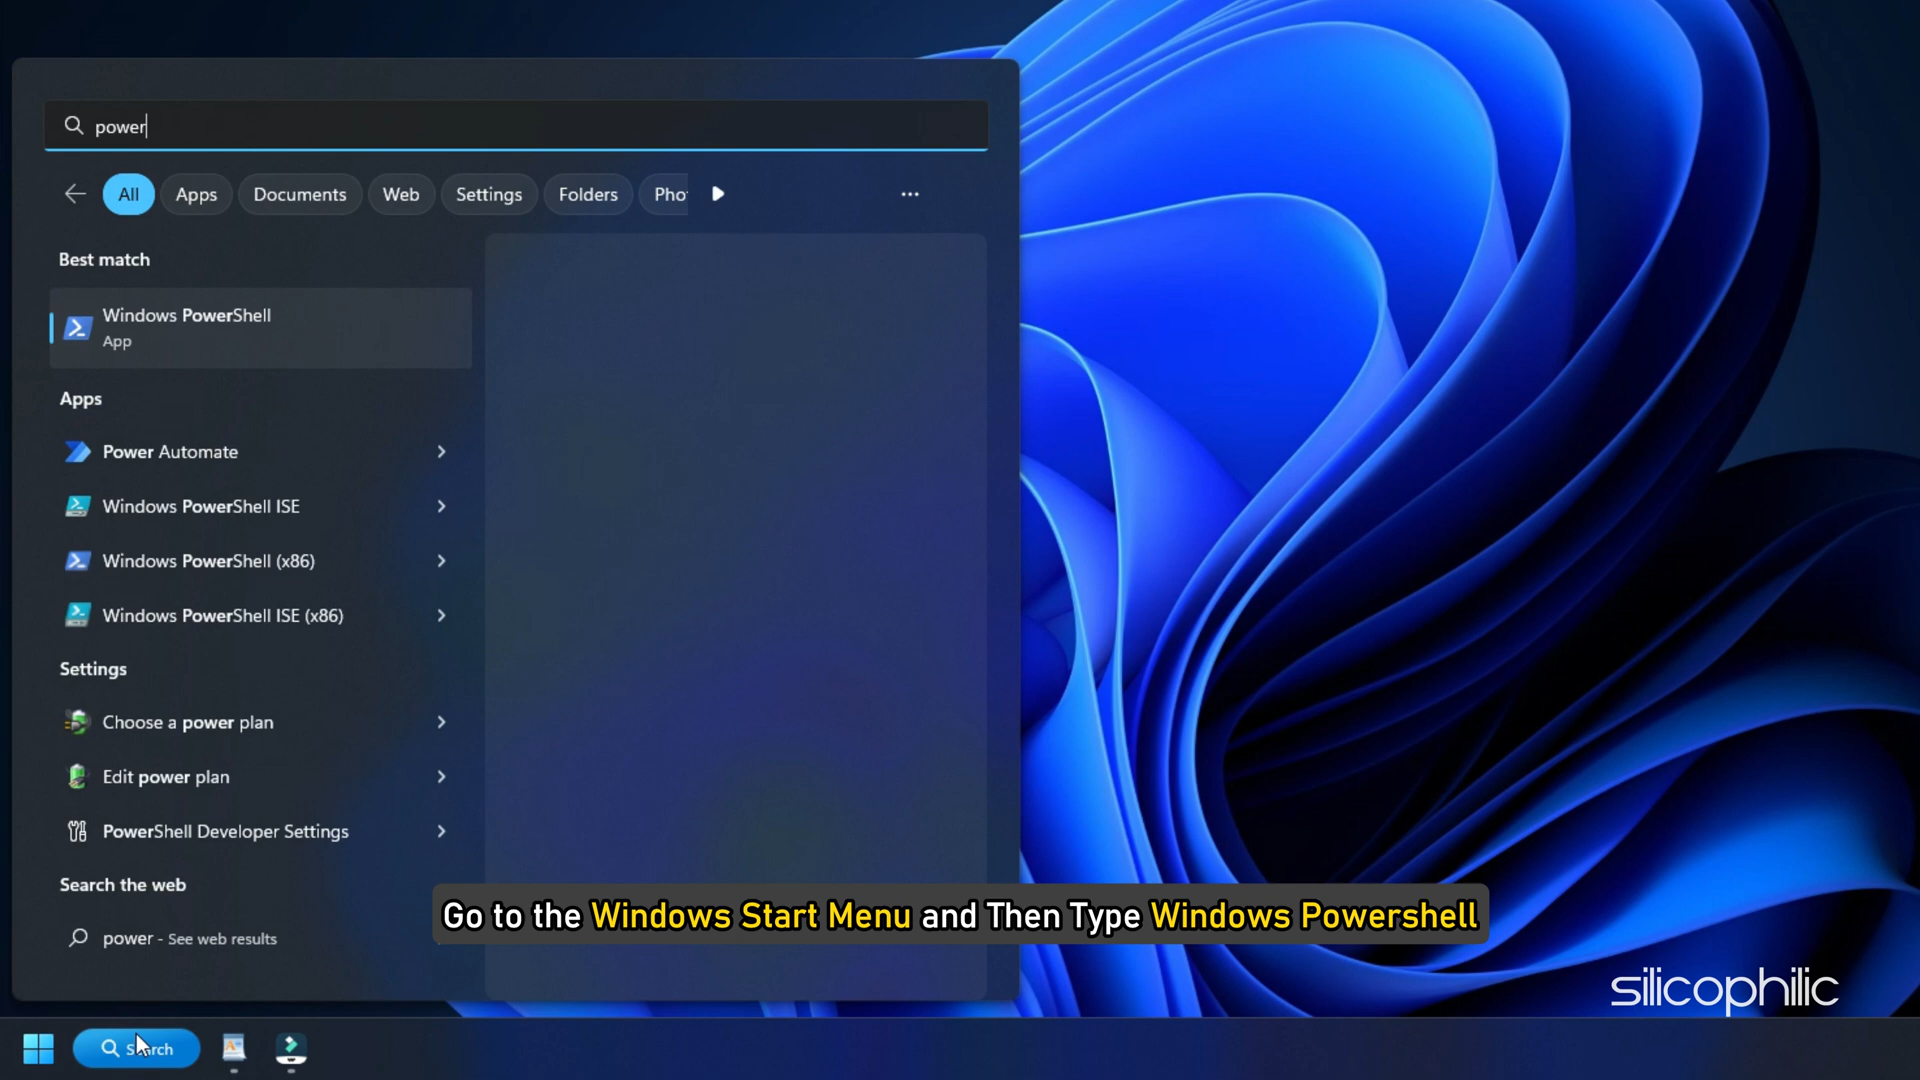 power
All
Apps
Documents
Web
Settings
Folders
Pho
Best match
Windows PowerShell
App
Apps
Power Automate
Windows PowerShell ISE
Windows PowerShell (x86)
Windows PowerShell ISE (x86)
Settings
Choose a power plan
Edit power plan
PowerShell Developer Settings
Search the web
power - See web results
Go to the Windows Start Menu and Then Type Windows Powershell
silicophilic
Search